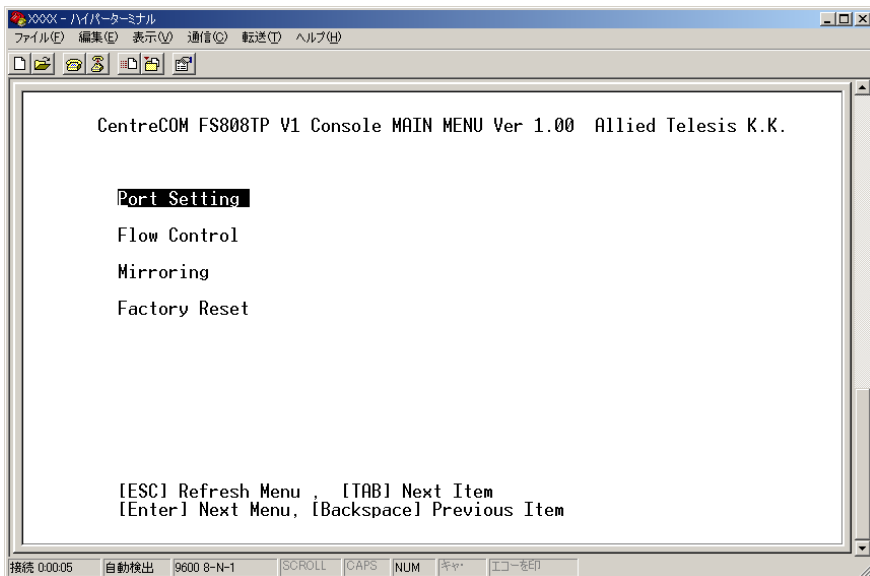 XXXX - ハイパーターミナル
ファイル(F) 編集(E) 表示(V) 通信(C) 転送(T) ヘルプ(H)
CentreCOM FS808TP V1 Console MAIN MENU Ver 1.00 Allied Telesis K.K.
Port Setting
Flow Control
Mirroring
Factory Reset
[ESC] Refresh Menu , [TAB] Next Item
[Enter] Next Menu, [Backspace] Previous Item
接続 0:00:05 自動検出 9600 8-N-1 SCROLL CAPS NUM キャ エコーを印